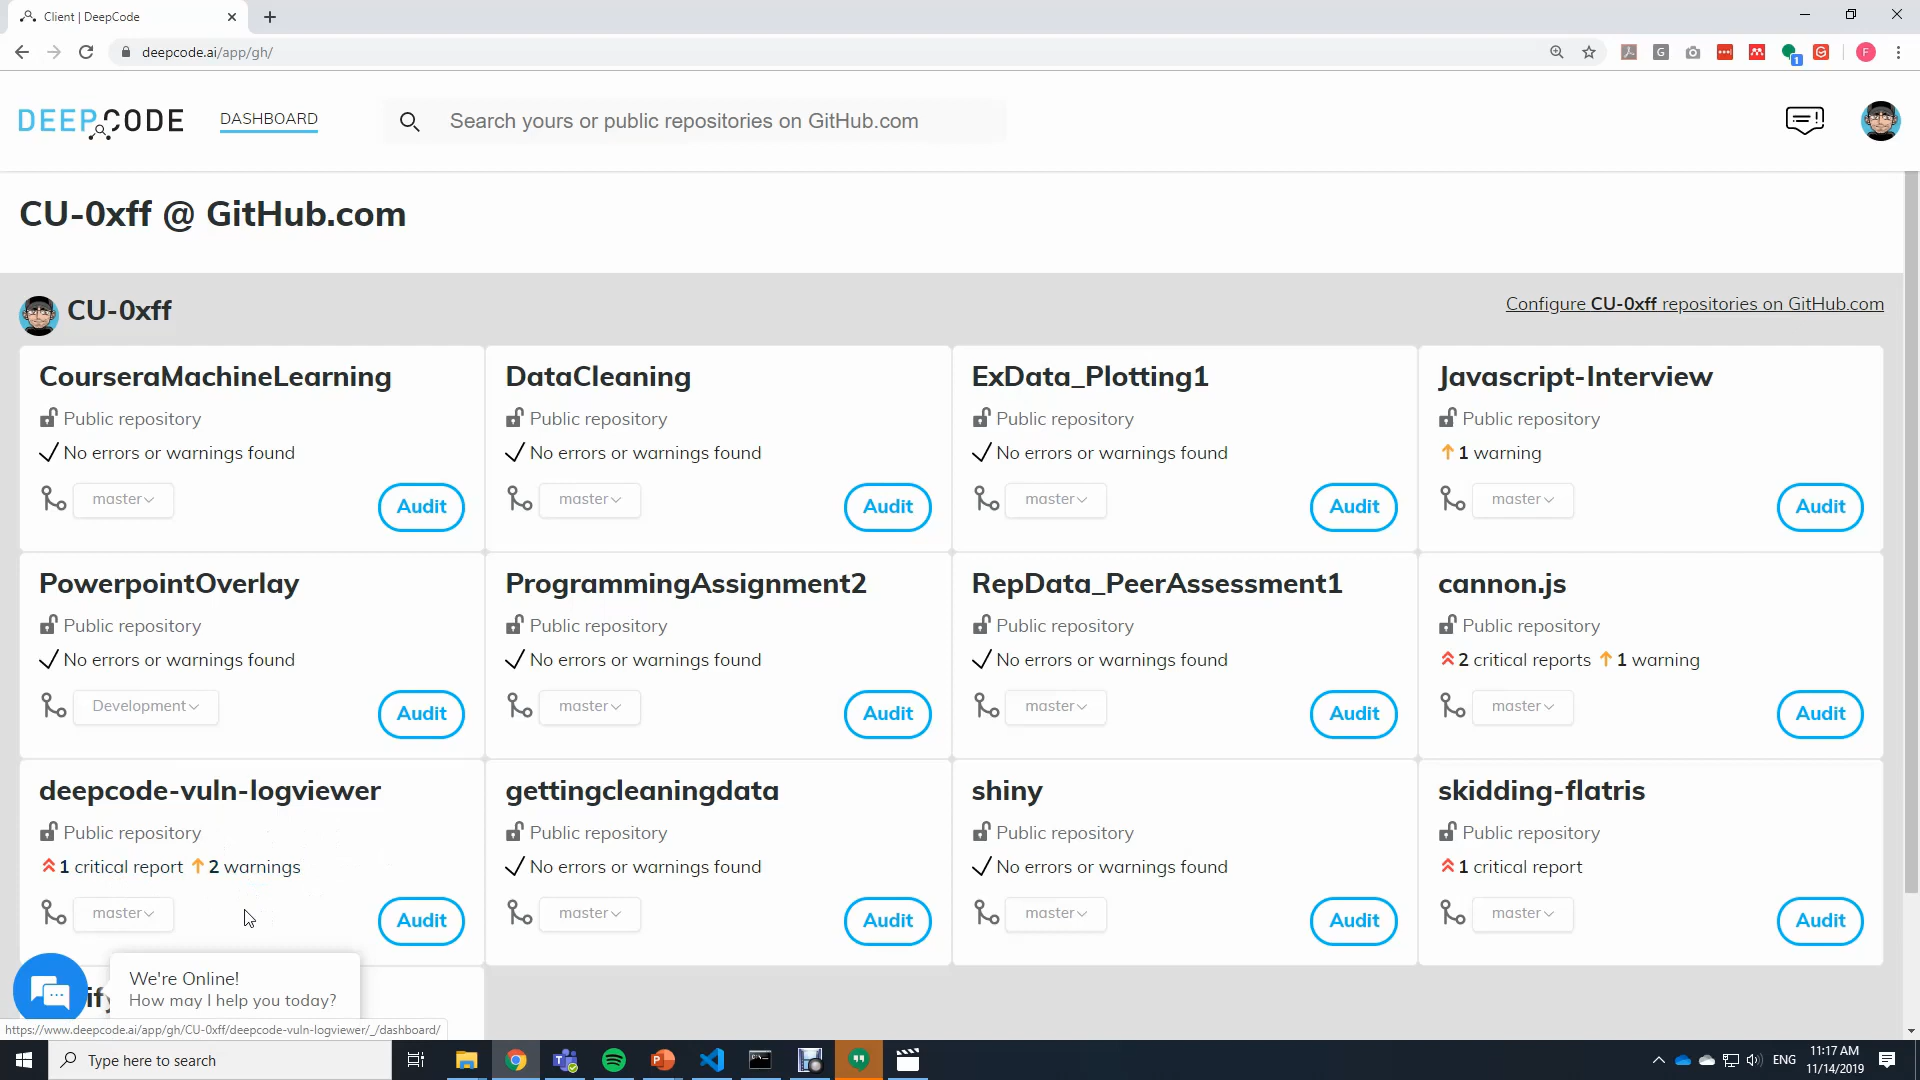 Client | DeepCode
deepcode.ai/app/gh/
G
1
F
DEEPCODE
DASHBOARD
Search yours or public repositories on GitHub.com
CU-0xff @ GitHub.com
CU-0xff
Configure CU-0xff repositories on GitHub.com
CourseraMachineLearning
Public repository
No errors or warnings found
master
Audit
DataCleaning
Public repository
No errors or warnings found
master
Audit
ExData_Plotting1
Public repository
No errors or warnings found
master
Audit
Javascript-Interview
Public repository
1 warning
master
Audit
PowerpointOverlay
Public repository
No errors or warnings found
Development
Audit
ProgrammingAssignment2
Public repository
No errors or warnings found
master
Audit
RepData_PeerAssessment1
Public repository
No errors or warnings found
master
Audit
cannon.js
Public repository
2 critical reports 1 warning
master
Audit
deepcode-vuln-logviewer
Public repository
1 critical report 2 warnings
master
Audit
gettingcleaningdata
Public repository
No errors or warnings found
master
Audit
shiny
Public repository
No errors or warnings found
master
Audit
skidding-flatris
Public repository
1 critical report
master
Audit
We're Online!
How may I help you today?
https://www.deepcode.ai/app/gh/CU-0xff/deepcode-vuln-logviewer/_/dashboard/
Type here to search
ENG
11:17 AM
11/14/2019